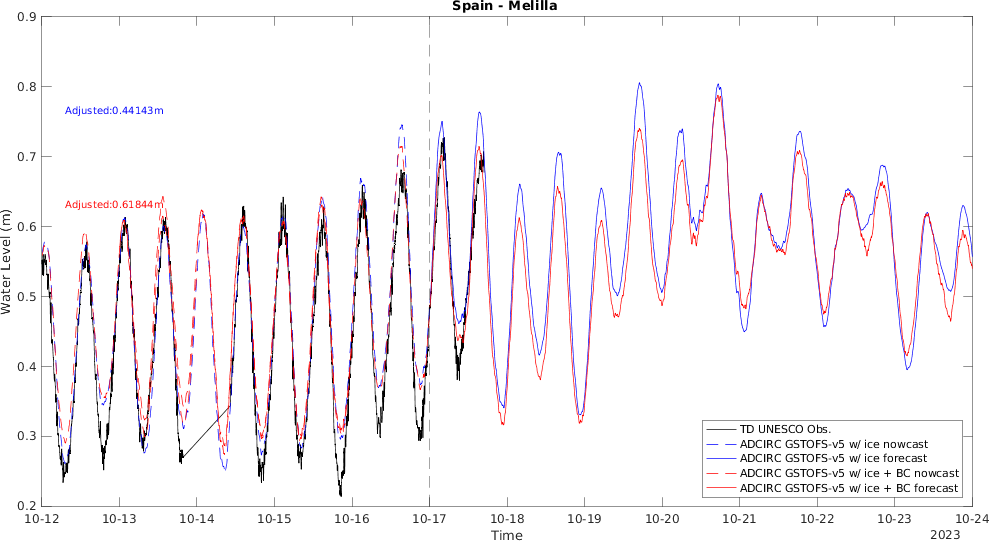 Spain - Melilla
0.9
0.8
0.7
0.6
0.5
0.4
0.3
0.2
Water Level (m)
Adjusted:0.44143m
Adjusted:0.61844m
TD UNESCO Obs.
ADCIRC GSTOFS-v5 w/ ice nowcast
ADCIRC GSTOFS-v5 w/ ice forecast
ADCIRC GSTOFS-v5 w/ ice + BC nowcast
ADCIRC GSTOFS-v5 w/ ice + BC forecast
10-12 10-13 10-14 10-15 10-16 10-17 10-18 10-19 10-20 10-21 10-22 10-23 10-24
Time
2023